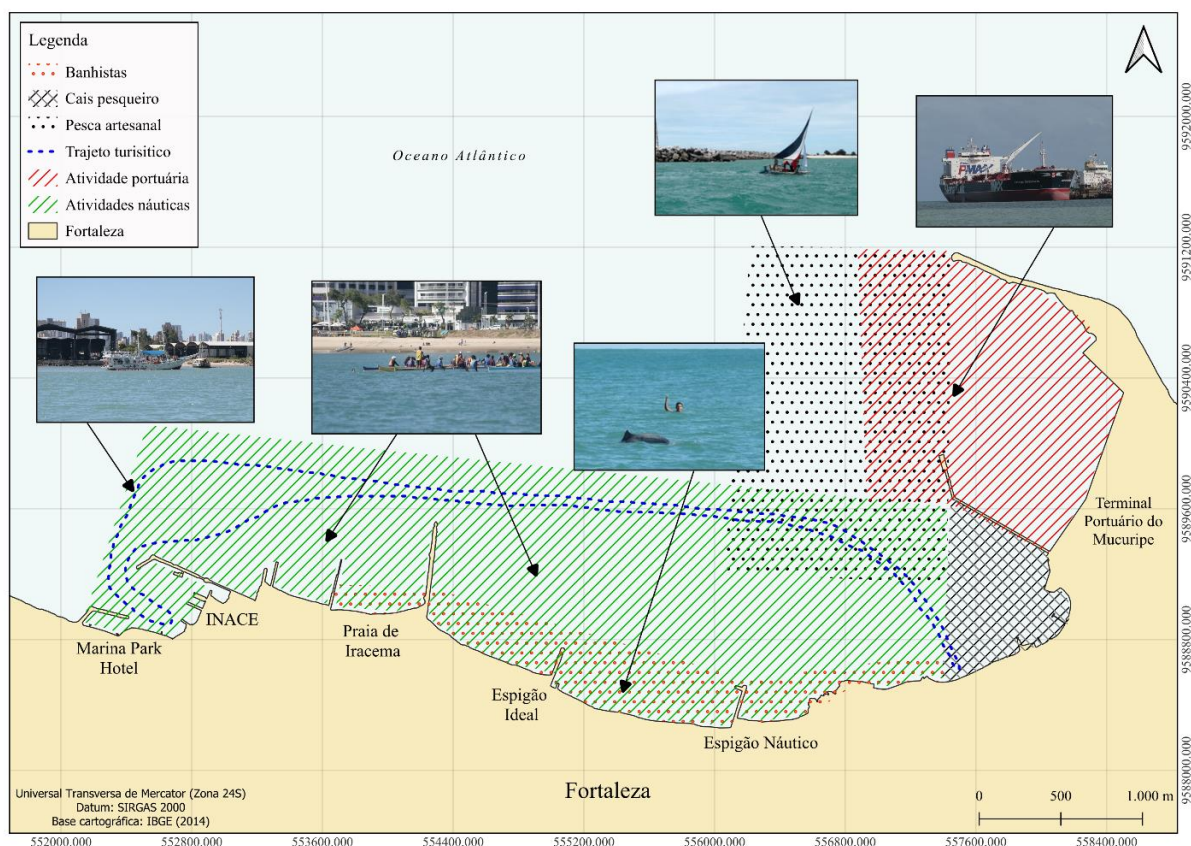 Legenda
Banhistas
Cais pesqueiro
Pesca artesanal
Trajeto turisitico
Atividade portuária
Atividades náuticas
Fortaleza
Oceano Atlântico
PMAX
Terminal
Portuário do
Mucuripe
INACE
Marina Park
Hotel
Praia de
Iracema
Espigão
Ideal
Espigão Náutico
Fortaleza
Universal Transversa de Mercator (Zona 24S)
Datum: SIRGAS 2000
Base cartográfica: IBGE (2014)
0 500 1.000 m
552000.000 552800.000 553600.000 554400.000 555200.000 556000.000 556800.000 557600.000 558400.000
9592000.000
9591200.000
9590400.000
9589600.000
9588800.000
9588000.000